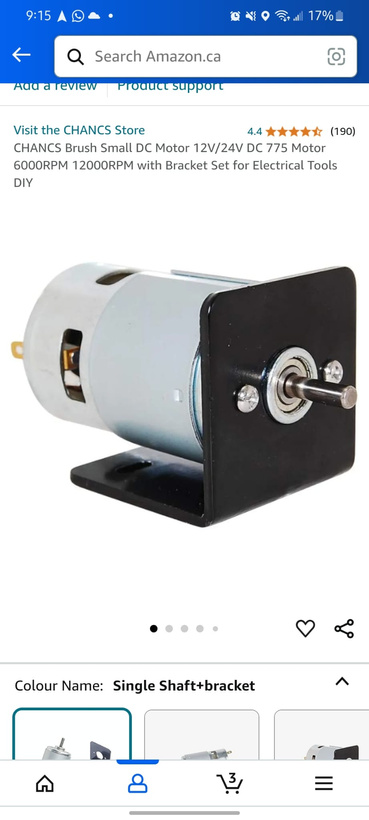 9:15
17%
Search Amazon.ca
Add a review
Product support
Visit the CHANCS Store
4.4
(190)
CHANCS Brush Small DC Motor 12V/24V DC 775 Motor
6000RPM 12000RPM with Bracket Set for Electrical Tools
DIY
Colour Name: Single Shaft+bracket
3